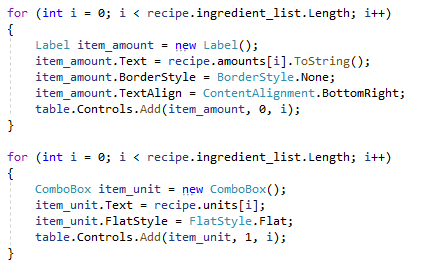 for (int i = 0; i < recipe.ingredient_list.Length; i++)
{
    Label item_amount = new Label();
    item_amount.Text = recipe.amounts[i].ToString();
    item_amount.BorderStyle = BorderStyle.None;
    item_amount.TextAlign = ContentAlignment.BottomRight;
    table.Controls.Add(item_amount, 0, i);
}
for (int i = 0; i < recipe.ingredient_list.Length; i++)
{
    ComboBox item_unit = new ComboBox();
    item_unit.Text = recipe.units[i];
    item_unit.FlatStyle = FlatStyle.Flat;
    table.Controls.Add(item_unit, 1, i);
}